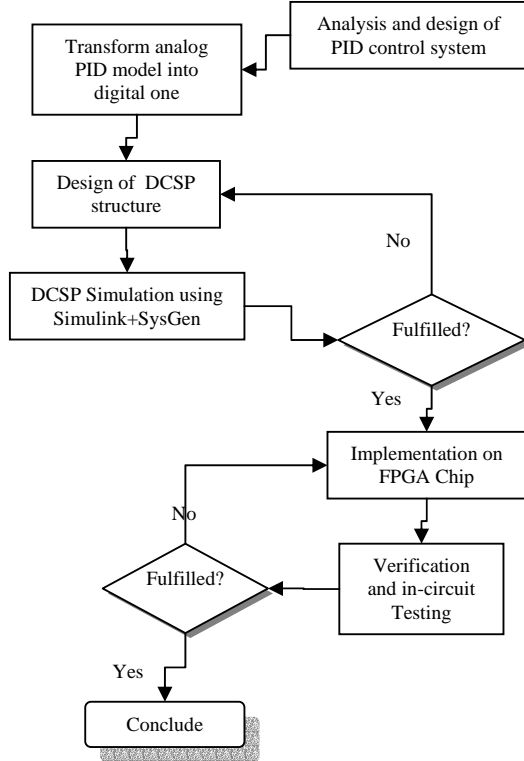 Analysis and design of
PID control system
Transform analog
PID model into
digital one
Design of DCSP
structure
No
DCSP Simulation using
Simulink+SysGen
Fulfilled?
Yes
Implementation on
FPGA Chip
No
Verification
and in-circuit
Testing
Fulfilled?
Yes
Conclude